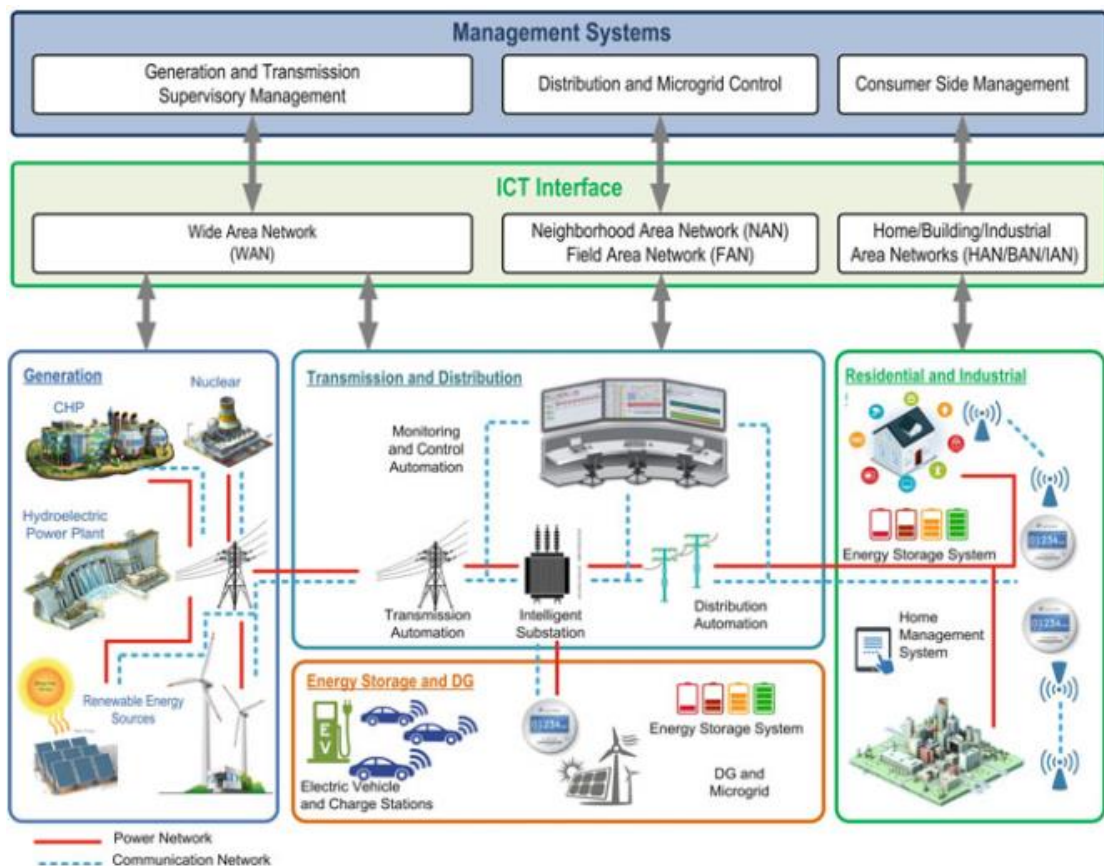 Management Systems
Generation and Transmission
Supervisory Management
Distribution and Microgrid Control
Consumer Side Management
ICT Interface
Wide Area Network
(WAN)
Neighborhood Area Network (NAN)
Field Area Network (FAN)
Home/Building/Industrial
Area Networks (HAN/BAN/IAN)
Generation
CHP
Nuclear
Hydroelectric
Power Plant
Renewable Energy
Sources
Transmission and Distribution
Monitoring
and Control
Automation
Transmission
Automation
Intelligent
Substation
Distribution
Automation
Energy Storage and DG
EV
Electric Vehicle
and Charge Stations
01234
Energy Storage System
DG and
Microgrid
Residential and Industrial
Energy Storage System
01234
01234
Home
Management
System
Power Network
Communication Network